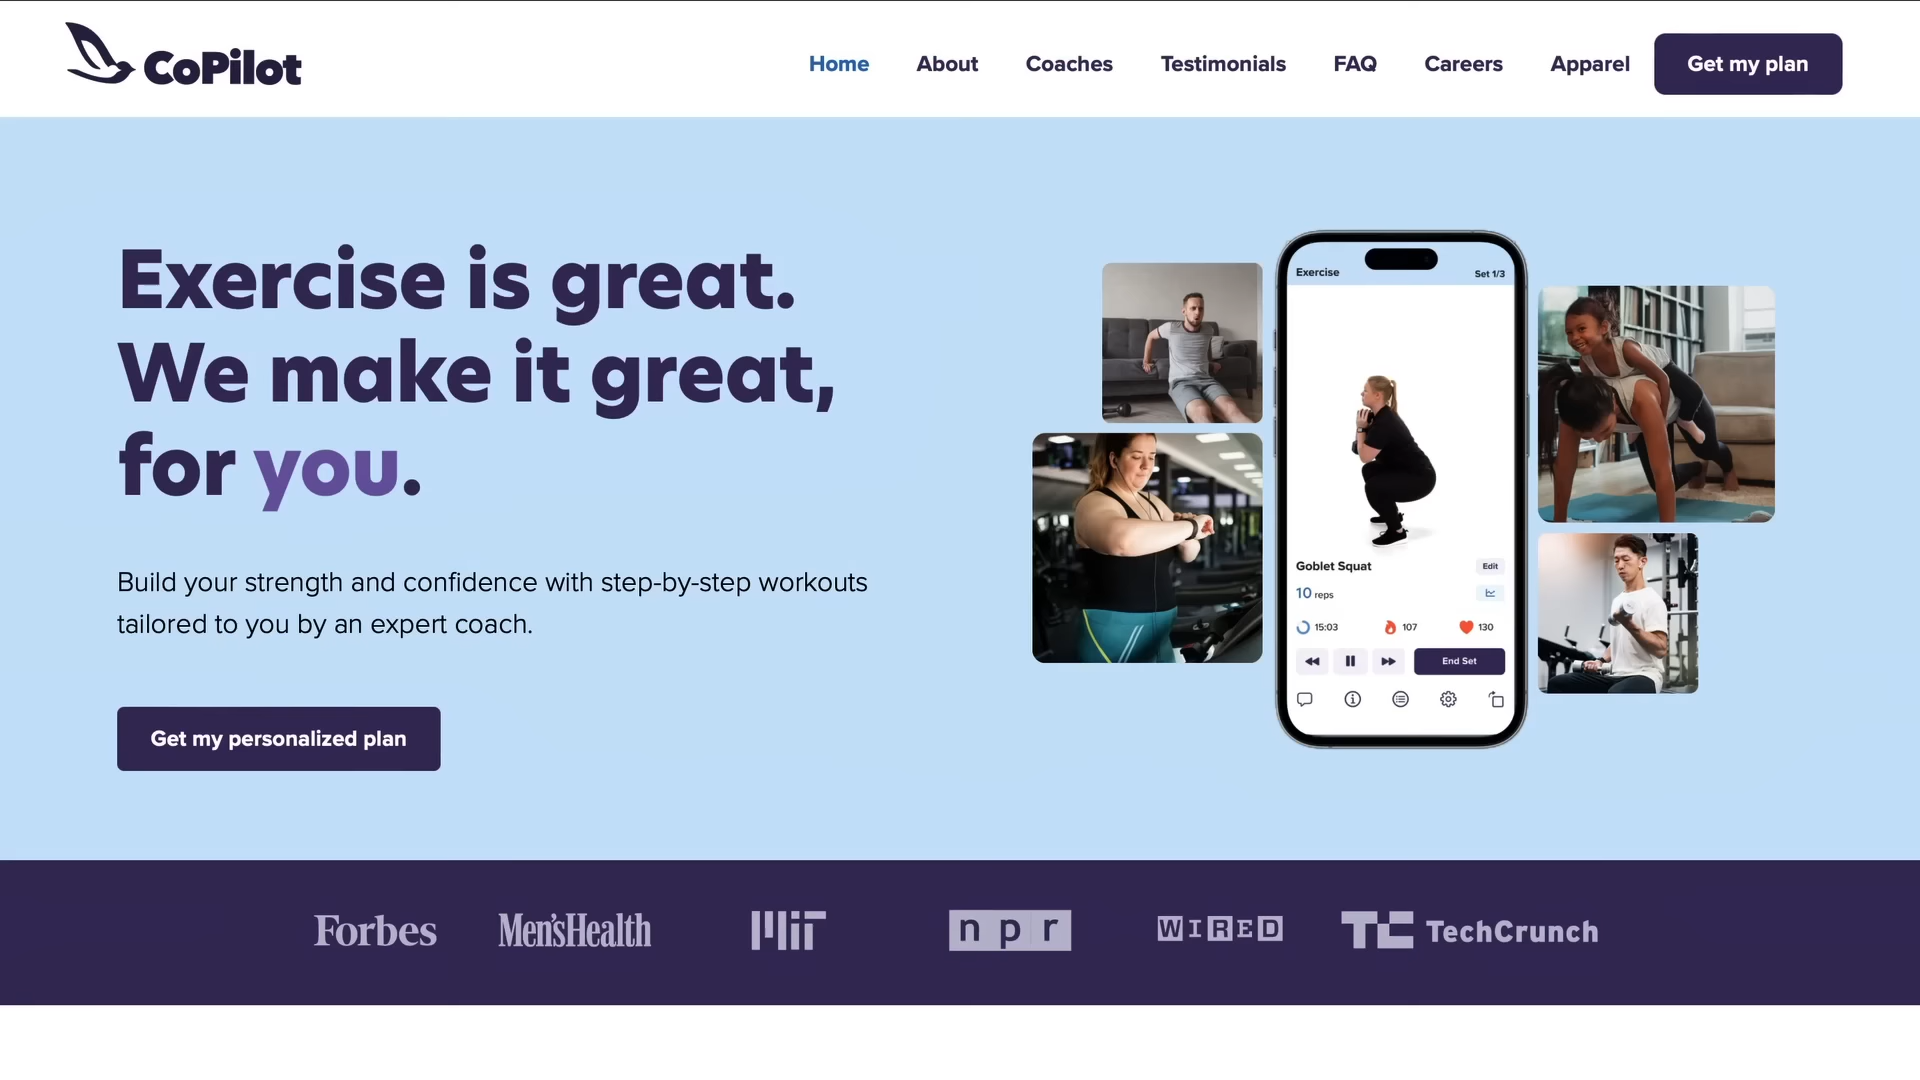 CoPilot
Home
About
Coaches
Testimonials
FAQ
Careers
Apparel
Get my plan
Exercise is great.
We make it great,
for you.
Build your strength and confidence with step-by-step workouts
tailored to you by an expert coach.
Get my personalized plan
Exercise
Set 1/3
Goblet Squat
Edit
10 reps
15:03
107
130
End Set
Forbes
Men'sHealth
MIT
npr
WIRED
TC TechCrunch